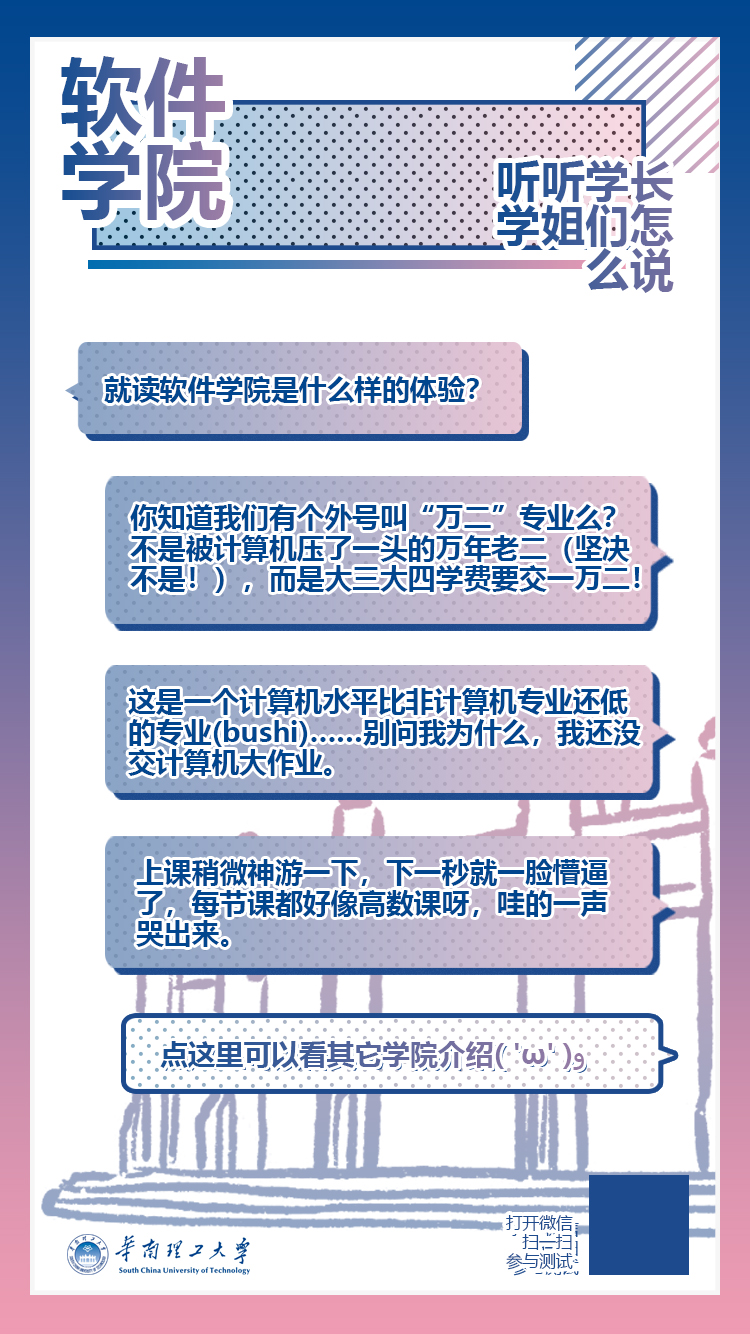 软件
学院
听听学长
学姐们怎
么说
就读软件学院是什么样的体验？
你知道我们有个外号叫“万二”专业么？
不是被计算机压了一头的万年老二（坚决
不是！），而是大三大四学费要交一万二！
这是一个计算机水平比非计算机专业还低
的专业(bushi)……别问我为什么，我还没
交计算机大作业。
上课稍微神游一下，下一秒就一脸懵逼
了，每节课都好像高数课呀，哇的一声
哭出来。
点这里可以看其它学院介绍( 'ω' )و
华南理工大学
South China University of Technology
打开微信
扫一扫
参与测试